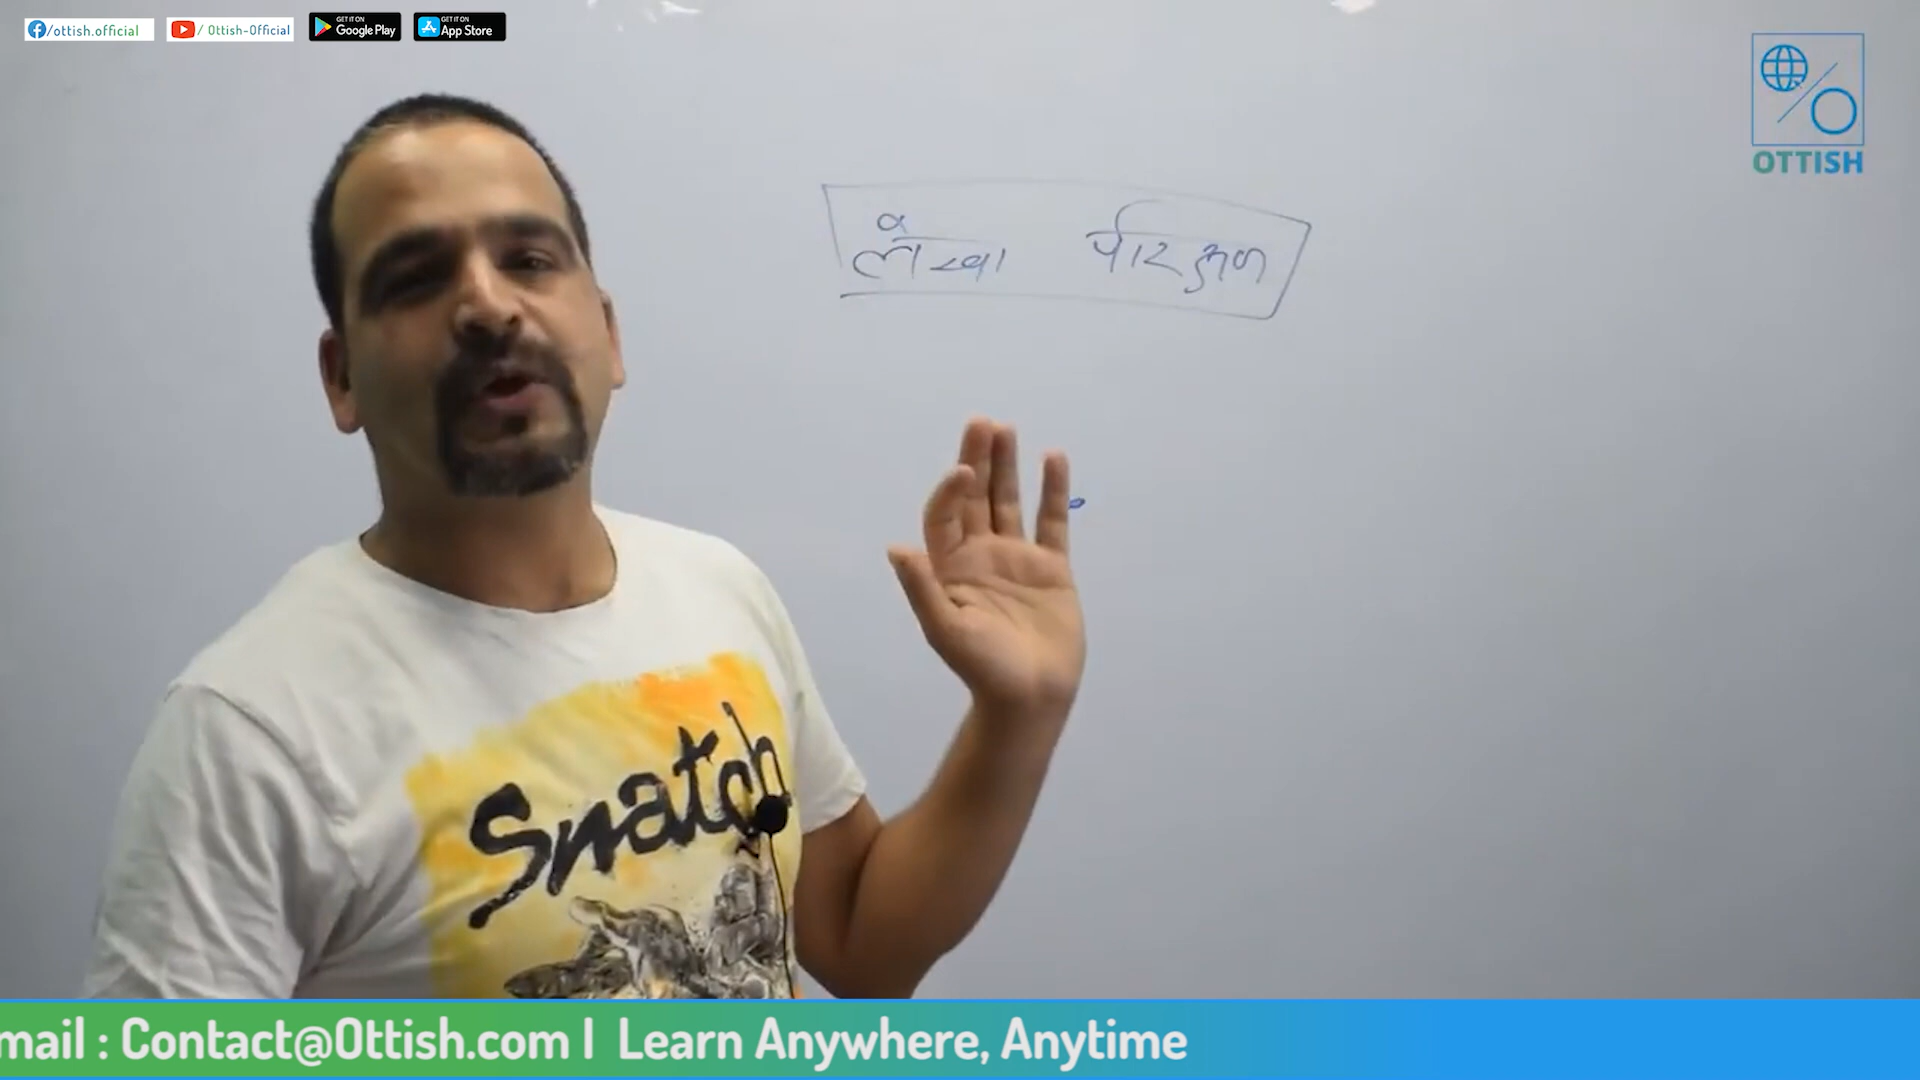 /ottish.official
/ Ottish-Official
GET IT ON
Google Play
GET IT ON
App Store
OTTISH
लेखा परिक्षण
Snatch
mail : Contact@Ottish.com | Learn Anywhere, Anytime